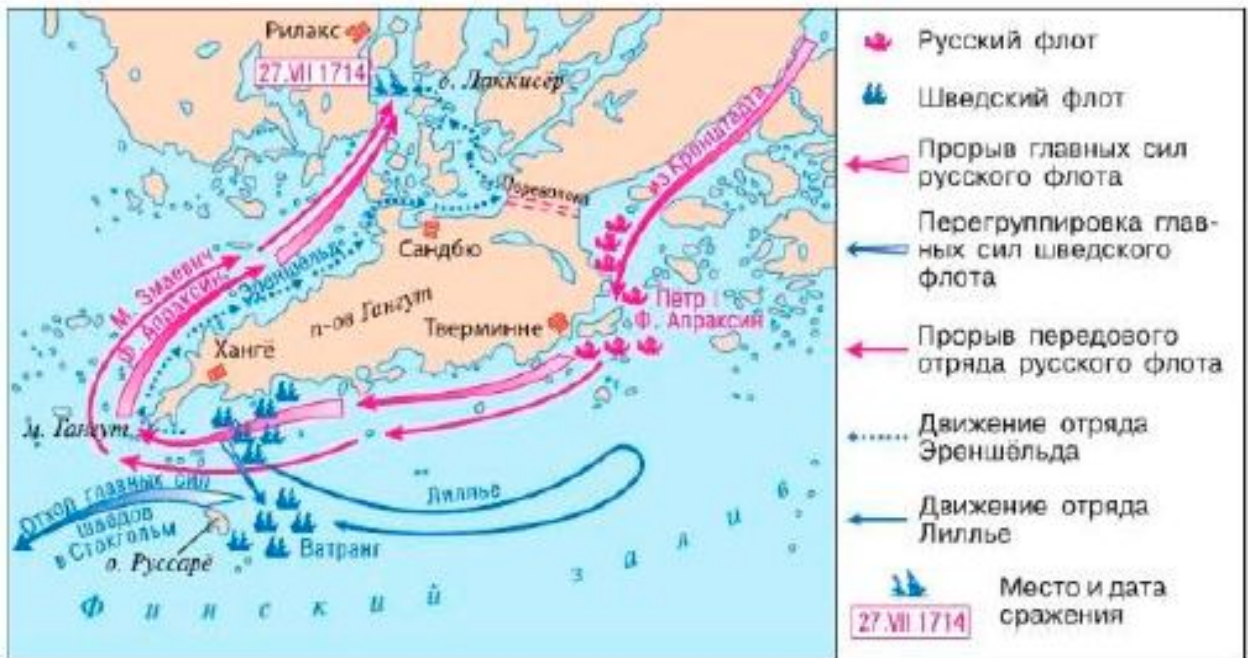 Рилакс
27.VII 1714
о. Лаккисёр
из Кронштадта
Переволока
Сандбю
М. Змаевич
Ф. Апраксин
Эреншёльд
п-ов Гангут
Петр I
Ф. Апраксин
Тверминне
Хангё
м. Гангут
Отход главных сил
шведов
в Стокгольм
Лиллье
Ватранг
о. Руссарё
Финский залив
Русский флот
Шведский флот
Прорыв главных сил
русского флота
Перегруппировка глав-
ных сил шведского
флота
Прорыв передового
отряда русского флота
Движение отряда
Эреншёльда
Движение отряда
Лиллье
Место и дата
сражения
27.VII 1714